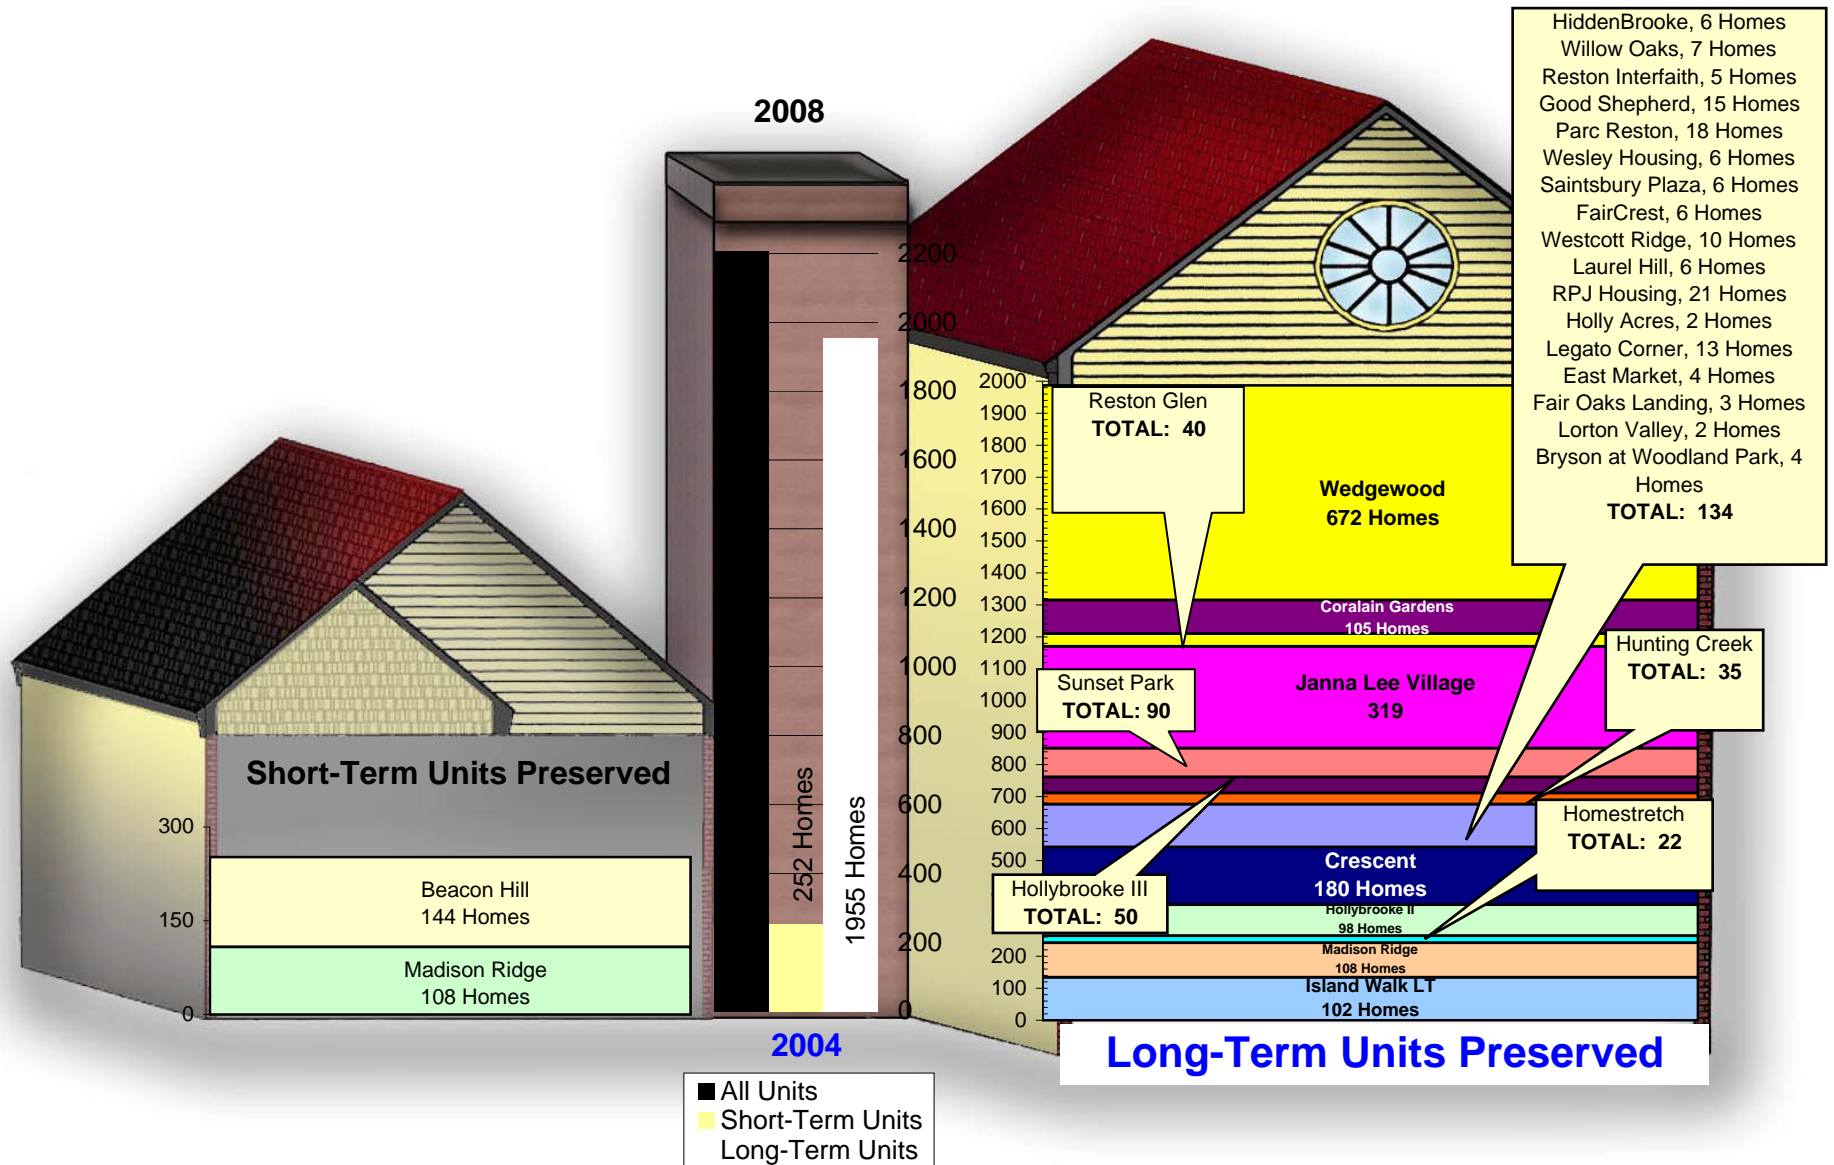 2008
2200
2000
1800
1600
1400
1200
1000
800
600
400
200
0
252 Homes
1955 Homes
2004
All Units
Short-Term Units
Long-Term Units
Short-Term Units Preserved
300
150
0
Beacon Hill
144 Homes
Madison Ridge
108 Homes
2000
1900
1800
1700
1600
1500
1400
1300
1200
1100
1000
900
800
700
600
500
200
100
0
Reston Glen
TOTAL: 40
Wedgewood
672 Homes
Coralain Gardens
105 Homes
Janna Lee Village
319
Sunset Park
TOTAL: 90
Hunting Creek
TOTAL: 35
Homestretch
TOTAL: 22
Crescent
180 Homes
Hollybrooke III
TOTAL: 50
Hollybrooke II
98 Homes
Madison Ridge
108 Homes
Island Walk LT
102 Homes
Long-Term Units Preserved
HiddenBrooke, 6 Homes
Willow Oaks, 7 Homes
Reston Interfaith, 5 Homes
Good Shepherd, 15 Homes
Parc Reston, 18 Homes
Wesley Housing, 6 Homes
Saintsbury Plaza, 6 Homes
FairCrest, 6 Homes
Westcott Ridge, 10 Homes
Laurel Hill, 6 Homes
RPJ Housing, 21 Homes
Holly Acres, 2 Homes
Legato Corner, 13 Homes
East Market, 4 Homes
Fair Oaks Landing, 3 Homes
Lorton Valley, 2 Homes
Bryson at Woodland Park, 4
Homes
TOTAL: 134